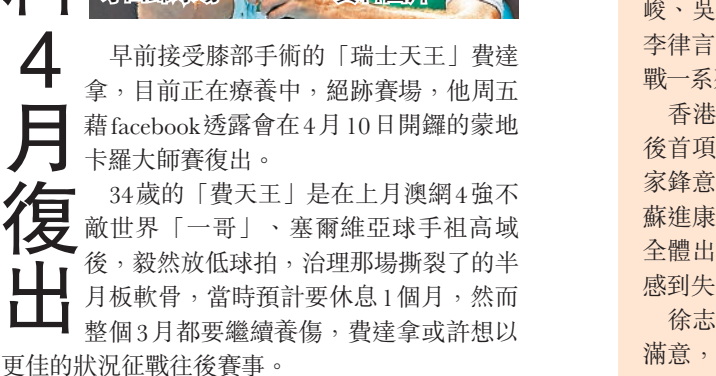 4月復出
早前接受膝部手術的「瑞士天王」費達
拿，目前正在療養中，絕跡賽場，他周五
藉facebook透露會在4月10日開鑼的蒙地
卡羅大師賽復出。
34歲的「費天王」是在上月澳網4強不
敵世界「一哥」、塞爾維亞球手祖高域
後，毅然放低球拍，治理那場撕裂了的半
月板軟骨，當時預計要休息1個月，然而
整個3月都要繼續養傷，費達拿或許想以
更佳的狀況征戰往後賽事。
峻、吳
李律言
戰一系
香港
後首項
家鋒意
蘇進康
全體出
感到失
徐志
滿意，